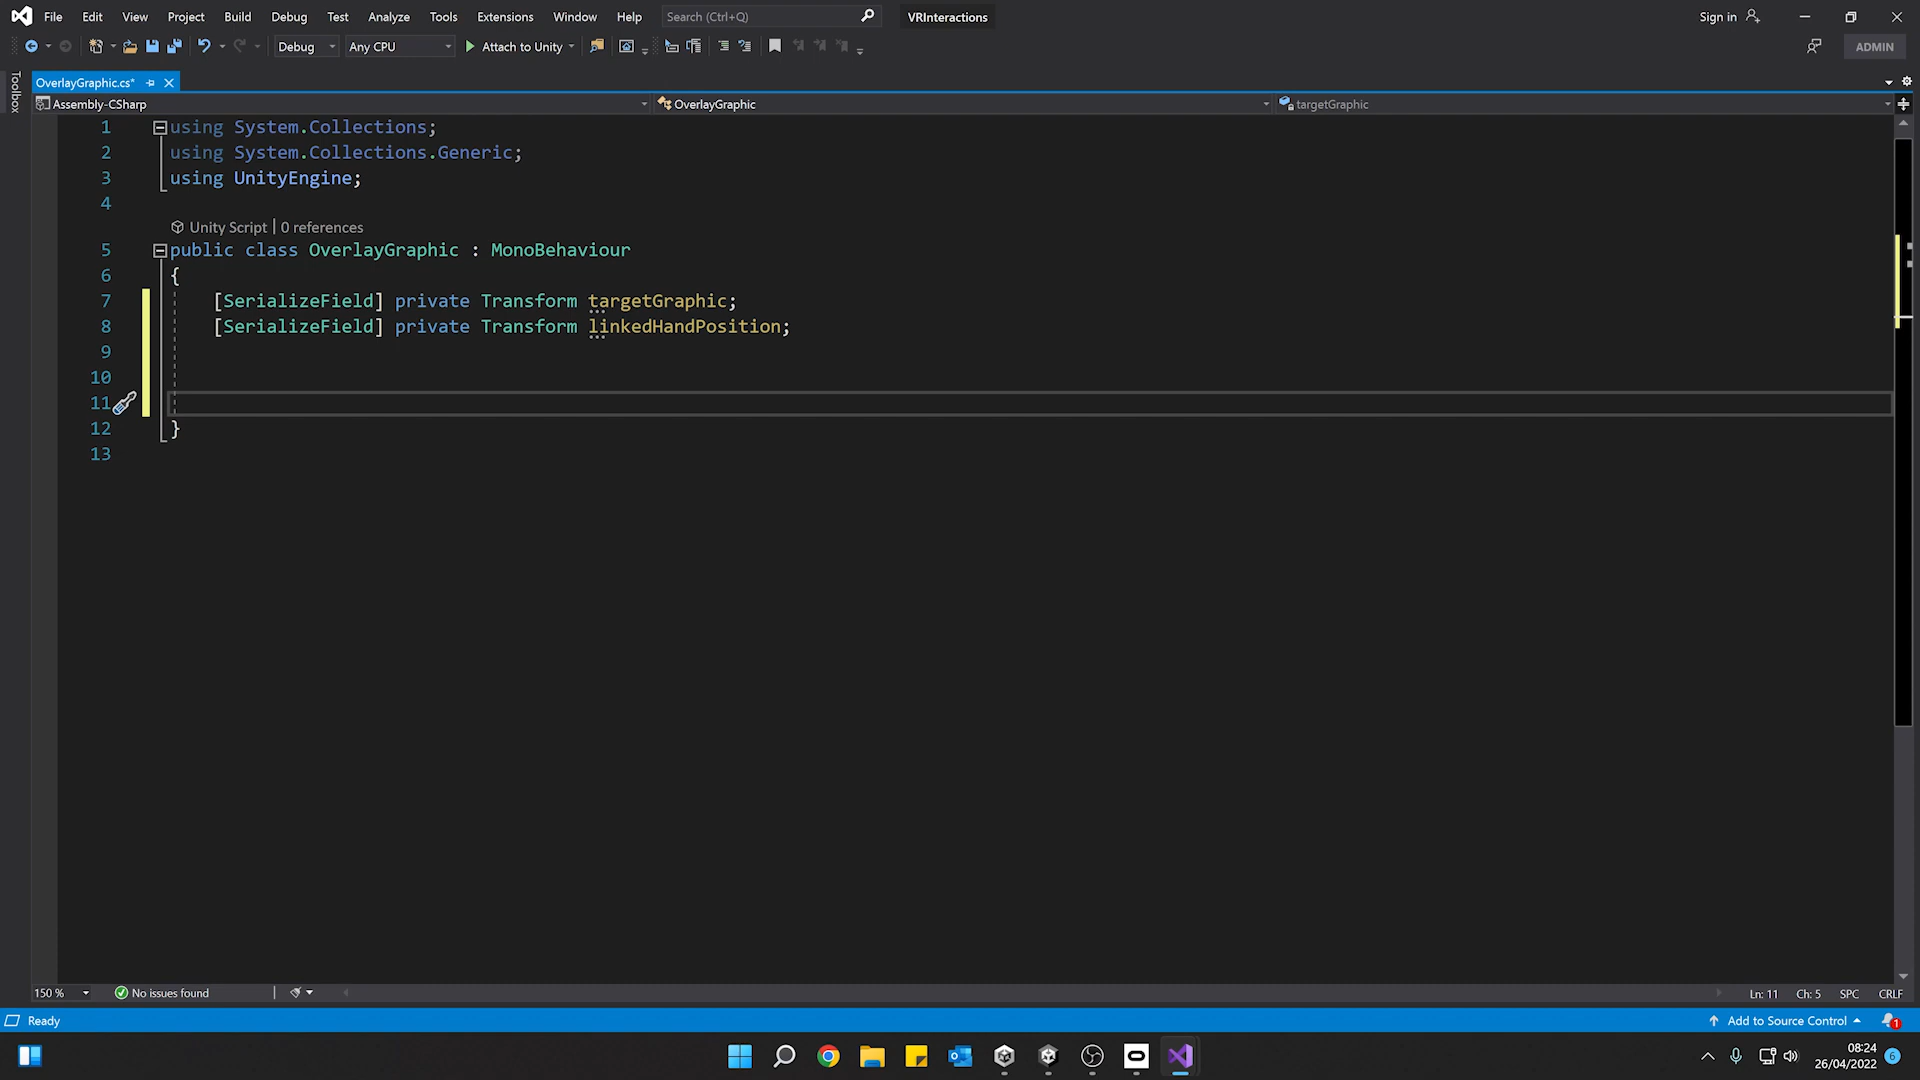 File Edit View Project Build Debug Test Analyze Tools Extensions Window Help Search (Ctrl+Q) VRInteractions Sign in
Debug Any CPU Attach to Unity ADMIN
Toolbox
OverlayGraphic.cs*
Assembly-CSharp OverlayGraphic targetGraphic
1 using System.Collections;
2 using System.Collections.Generic;
3 using UnityEngine;
4
Unity Script | 0 references
5 public class OverlayGraphic : MonoBehaviour
6 {
7 [SerializeField] private Transform targetGraphic;
8 [SerializeField] private Transform linkedHandPosition;
9
10
11
12 }
13
150 % No issues found Ln: 11 Ch: 5 SPC CRLF
Ready Add to Source Control 1
08:24
26/04/2022 6